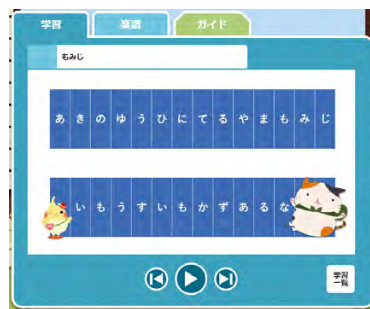 学習 楽譜 ガイド
もみじ
あきのゆうひにてるやまもみじ
いもうすいもかずあるな
学習
一覧